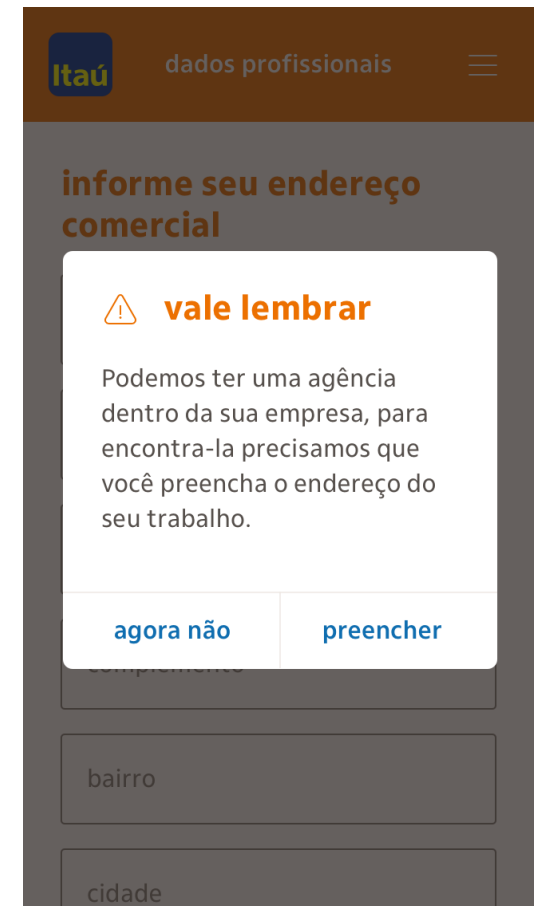 Itaú
dados profissionais
informe seu endereço
comercial
vale lembrar
Podemos ter uma agência
dentro da sua empresa, para
encontra-la precisamos que
você preencha o endereço do
seu trabalho.
agora não
preencher
complemento
bairro
cidade